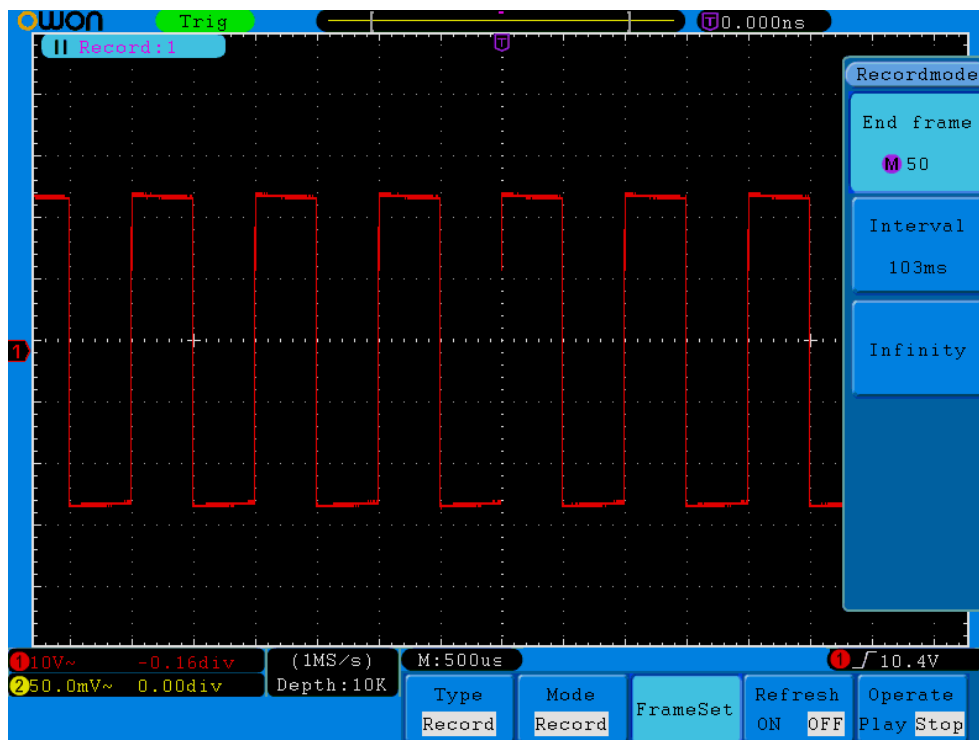 owon Trig T 0.000ns
Record:1 T
Recordmode
End frame
M 50
Interval
103ms
Infinity
1
1 10V~ -0.16div (1MS/s) M:500us 1 10.4V
2 50.0mV~ 0.00div Depth:10K
Type Mode FrameSet Refresh Operate
Record Record ON OFF Play Stop